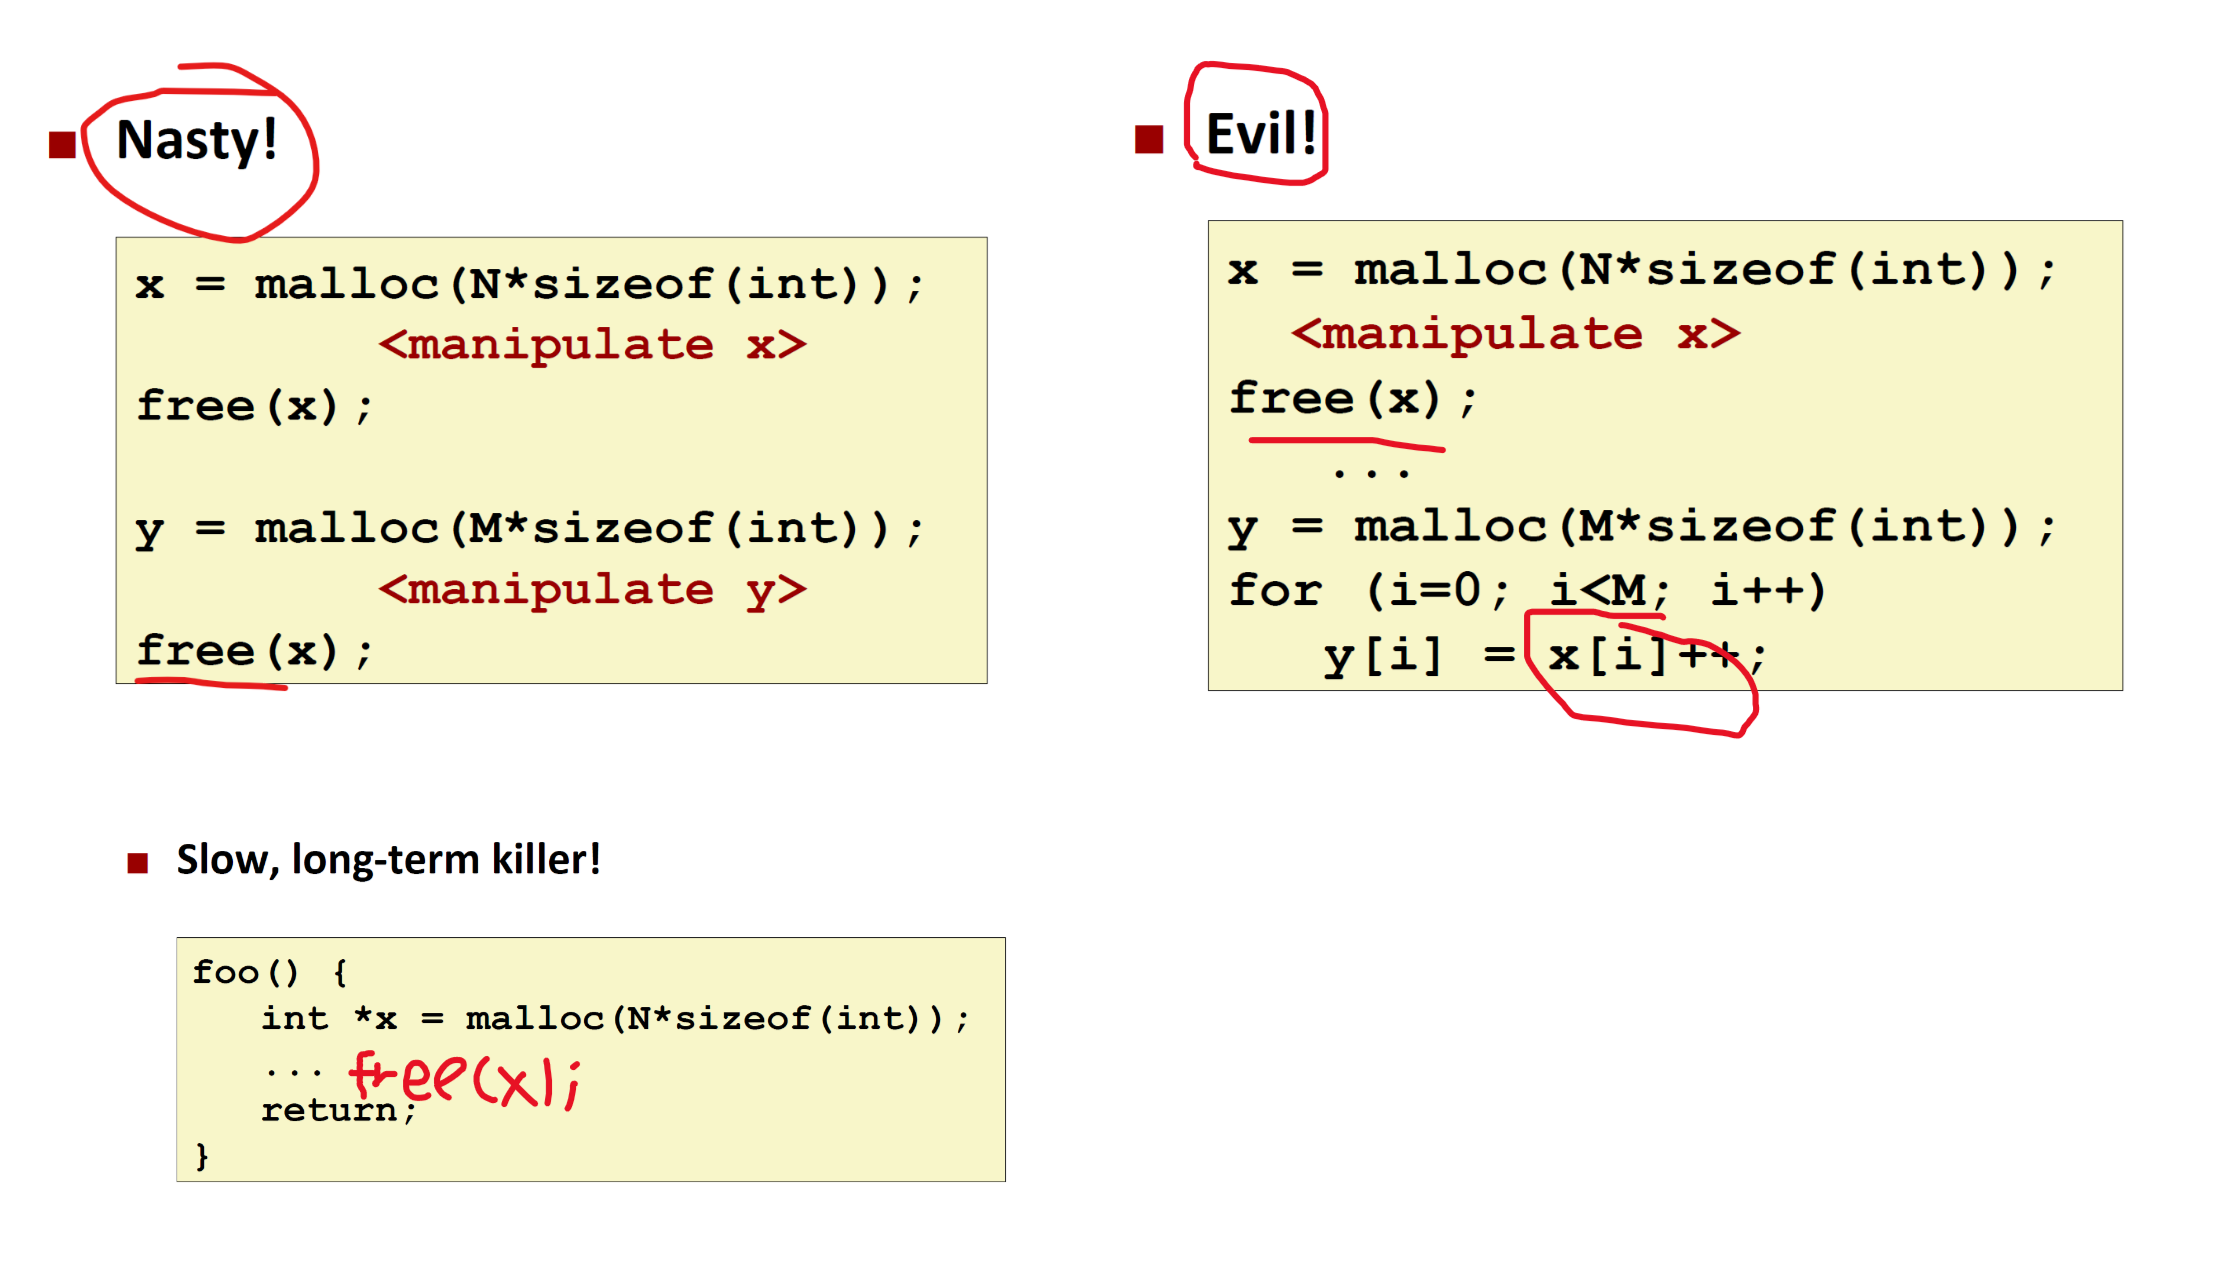 Nasty!
x = malloc(N*sizeof(int));
<manipulate x>
free(x);
y = malloc(M*sizeof(int));
<manipulate y>
free(x);
Evil!
x = malloc(N*sizeof(int));
<manipulate x>
free(x);
...
y = malloc(M*sizeof(int));
for (i=0; i<M; i++)
y[i] = x[i]++;
Slow, long-term killer!
foo() {
int *x = malloc(N*sizeof(int));
... free(x);
return;
}